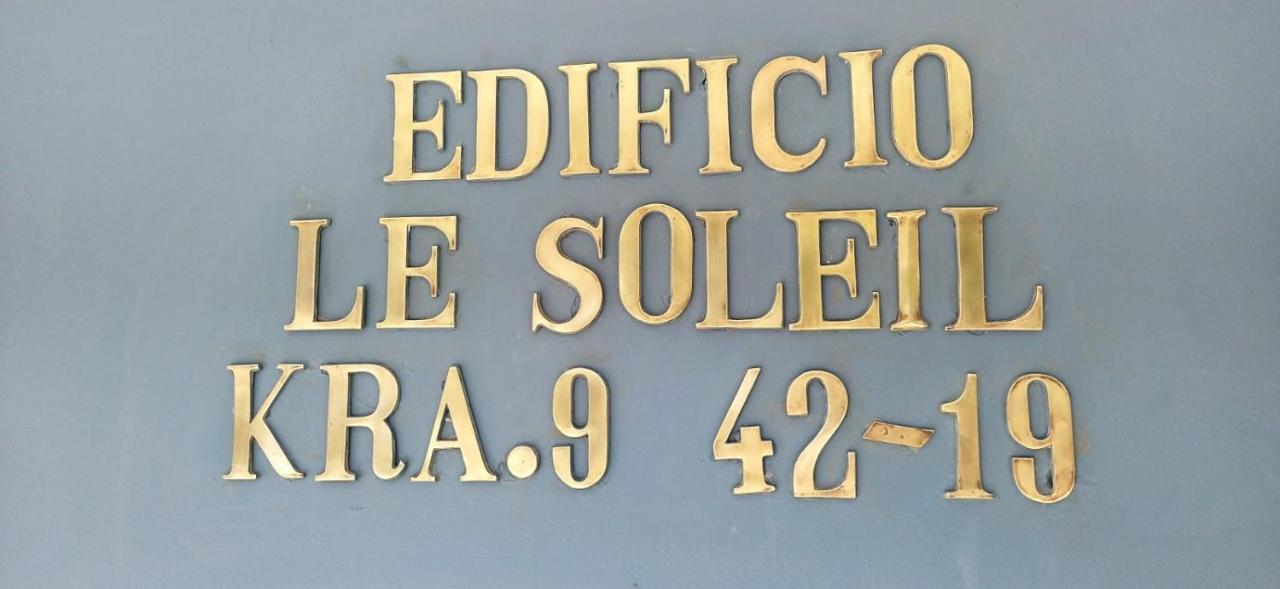 EDIFICIO
LE SOLEIL
KRA.9 42-19